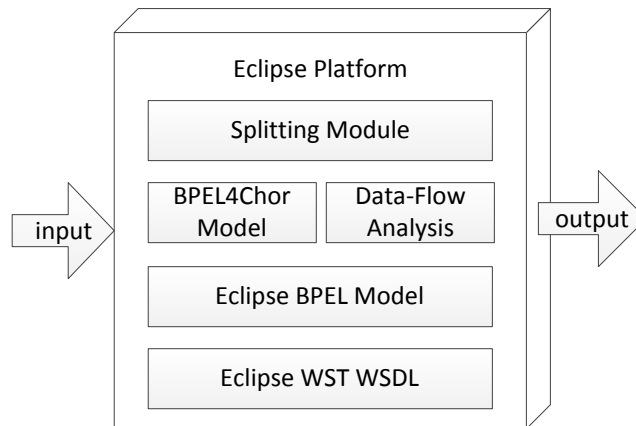 Eclipse Platform
Splitting Module
BPEL4Chor
Model
Data-Flow
Analysis
input
output
Eclipse BPEL Model
Eclipse WST WSDL